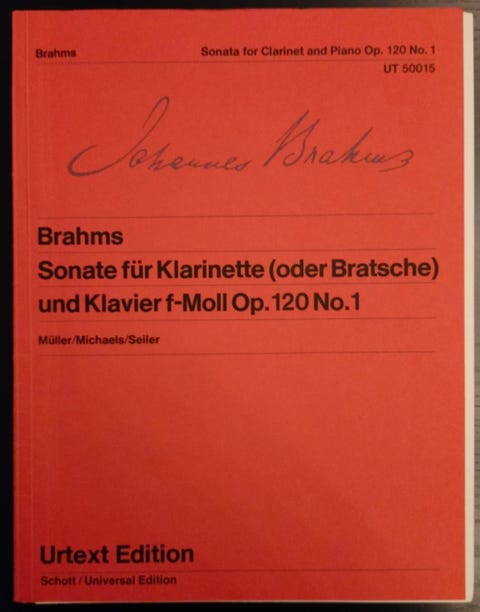 Brahms Sonata for Clarinet and Piano Op. 120 No. 1
UT 50015
Johannes Brahms
Brahms
Sonate für Klarinette (oder Bratsche)
und Klavier f-Moll Op. 120 No. 1
Müller/Michaels/Seiler
Urtext Edition
Schott / Universal Edition